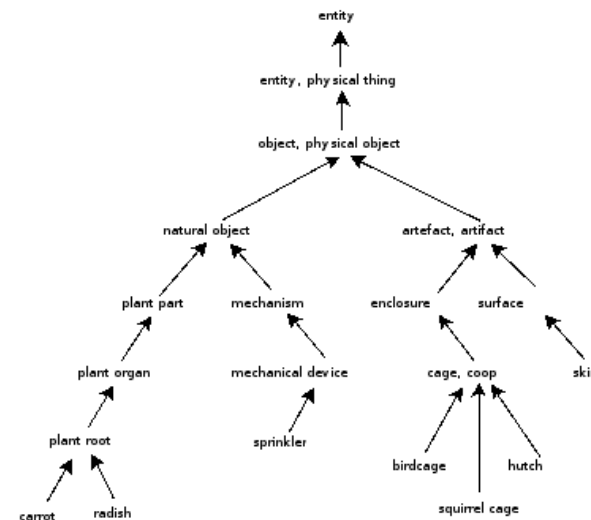 entity
entity, physical thing
object, physical object
natural object
artefact, artifact
plant part
mechanism
enclosure
surface
plant organ
mechanical device
cage, coop
ski
plant root
sprinkler
birdcage
hutch
carrot
radish
squirrel cage